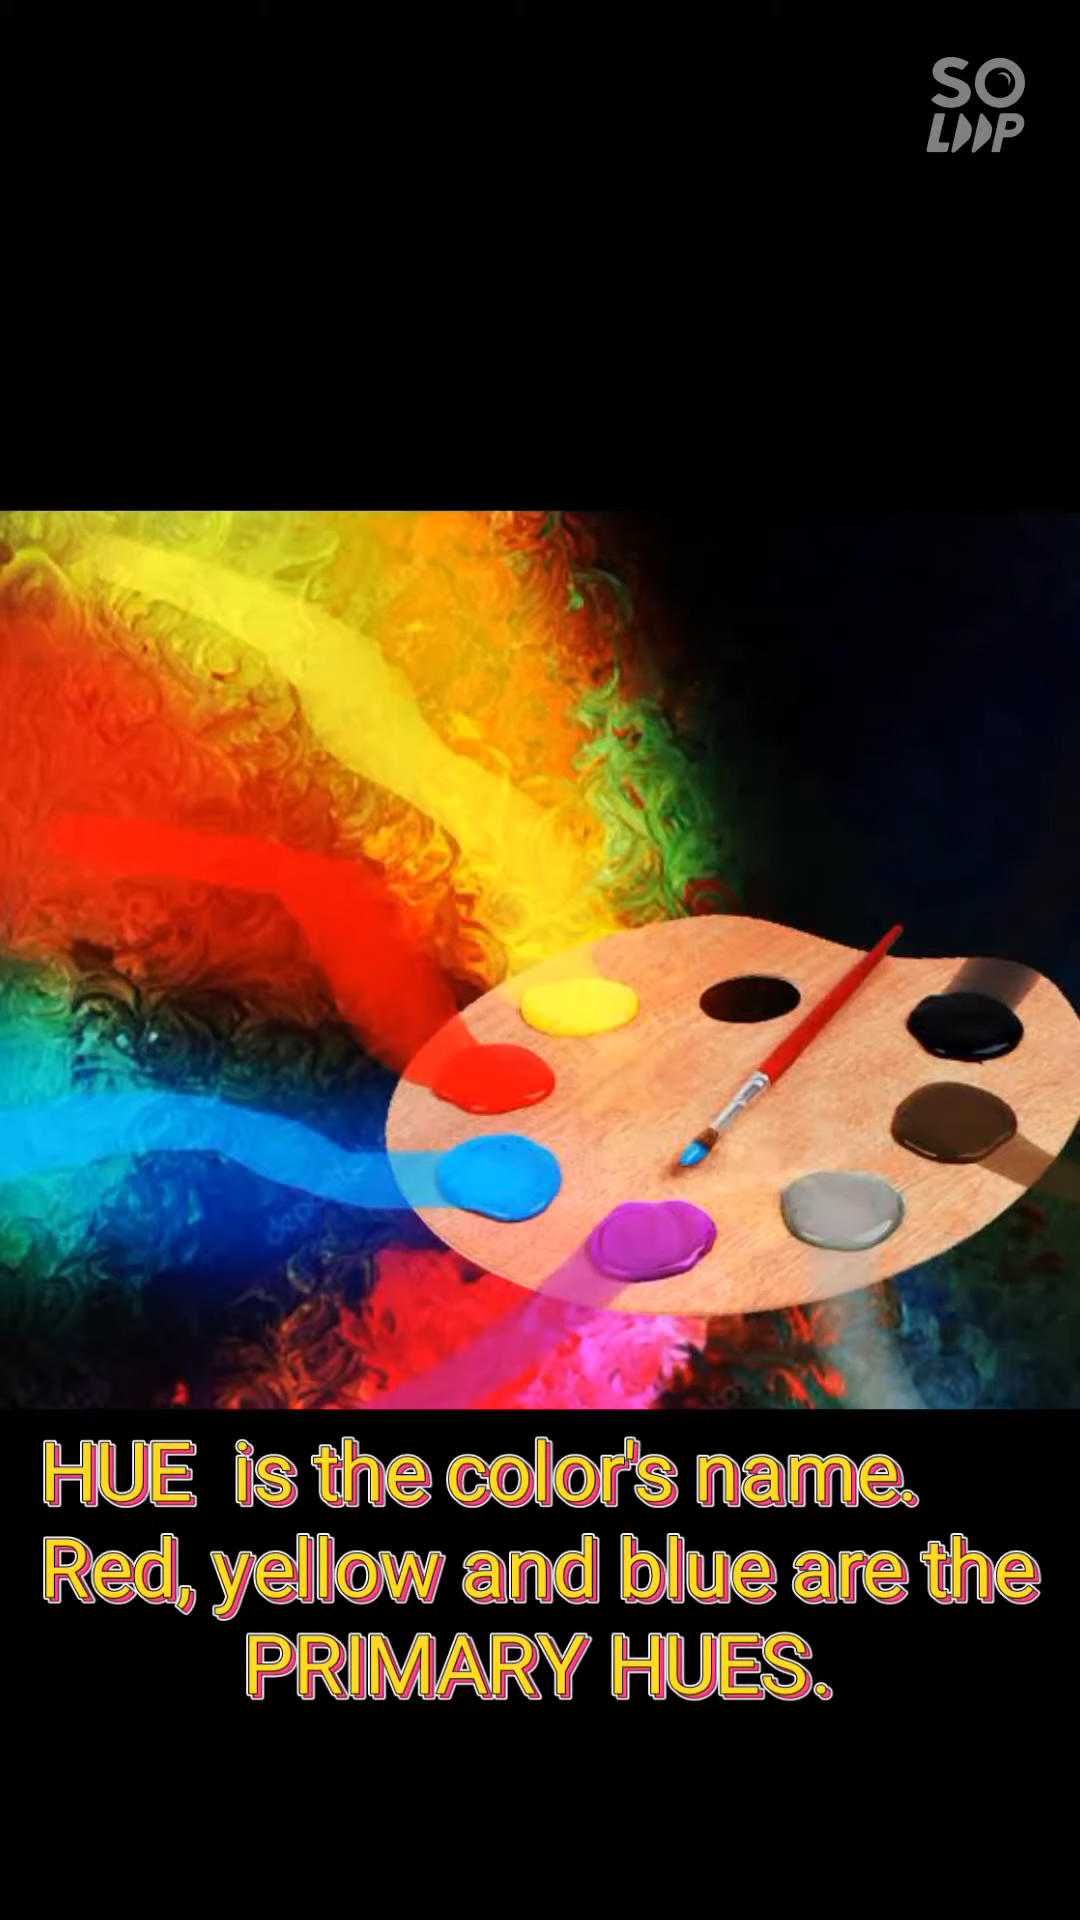 SO
LOOP
HUE is the color's name.
Red, yellow and blue are the
PRIMARY HUES.